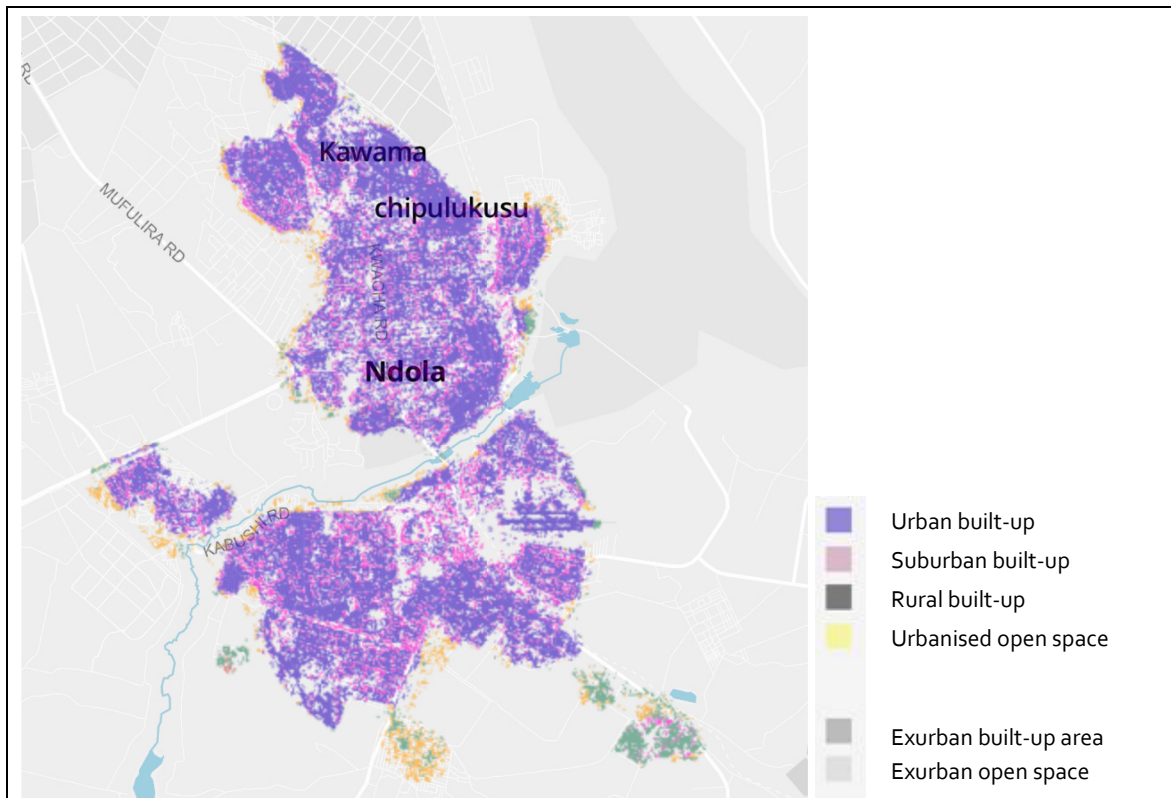 RD
Kawama
MUFULIRA RD
chipulukusu
KWACHA RD
Ndola
KABUSHI RD
Urban built-up
Suburban built-up
Rural built-up
Urbanised open space
Exurban built-up area
Exurban open space